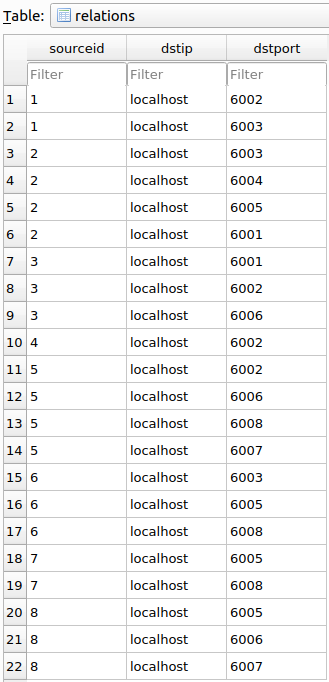 Table: relations
sourceid dstip dstport
Filter Filter Filter
1 1 localhost 6002
2 1 localhost 6003
3 2 localhost 6003
4 2 localhost 6004
5 2 localhost 6005
6 2 localhost 6001
7 3 localhost 6001
8 3 localhost 6002
9 3 localhost 6006
10 4 localhost 6002
11 5 localhost 6002
12 5 localhost 6006
13 5 localhost 6008
14 5 localhost 6007
15 6 localhost 6003
16 6 localhost 6005
17 6 localhost 6008
18 7 localhost 6005
19 7 localhost 6008
20 8 localhost 6005
21 8 localhost 6006
22 8 localhost 6007